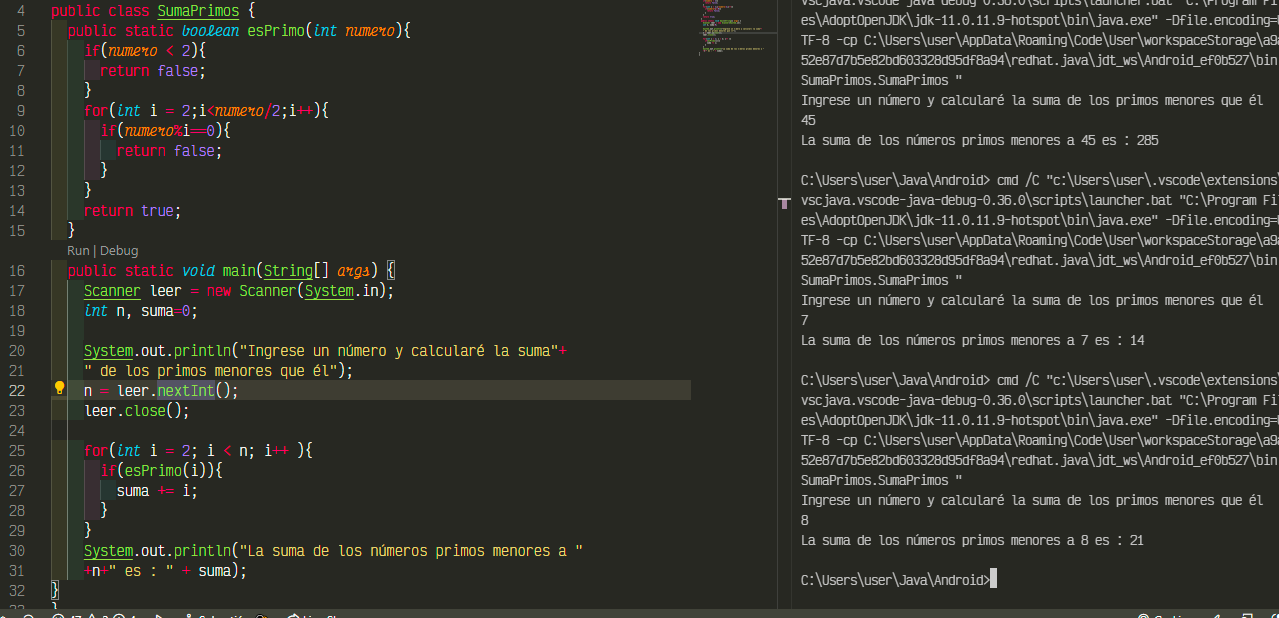 4 public class SumaPrimos {
5 public static boolean esPrimo(int numero){
6 if(numero < 2){
7 return false;
8 }
9 for(int i = 2;i<numero/2;i++){
10 if(numero%i==0){
11 return false;
12 }
13 }
14 return true;
15 }
Run | Debug
16 public static void main(String[] args) {
17 Scanner leer = new Scanner(System.in);
18 int n, suma=0;
19
20 System.out.println("Ingrese un número y calcularé la suma"+
21 " de los primos menores que él");
22 n = leer.nextInt();
23 leer.close();
24
25 for(int i = 2; i < n; i++ ){
26 if(esPrimo(i)){
27 suma += i;
28 }
29 }
30 System.out.println("La suma de los números primos menores a "
31 +n+" es : " + suma);
32 }
}
vscjava.vscode-java-debug-0.36.0\scripts\launcher.bat "C:\Program Fi
es\AdoptOpenJDK\jdk-11.0.11.9-hotspot\bin\java.exe" -Dfile.encoding=
TF-8 -cp C:\Users\user\AppData\Roaming\Code\User\workspaceStorage\a9
52e87d7b5e82bd603328d95df8a94\redhat.java\jdt_ws\Android_ef0b527\bin
SumaPrimos.SumaPrimos "
Ingrese un número y calcularé la suma de los primos menores que él
45
La suma de los números primos menores a 45 es : 285
C:\Users\user\Java\Android> cmd /C "c:\Users\user\.vscode\extensions\
vscjava.vscode-java-debug-0.36.0\scripts\launcher.bat "C:\Program Fi
es\AdoptOpenJDK\jdk-11.0.11.9-hotspot\bin\java.exe" -Dfile.encoding=
TF-8 -cp C:\Users\user\AppData\Roaming\Code\User\workspaceStorage\a9
52e87d7b5e82bd603328d95df8a94\redhat.java\jdt_ws\Android_ef0b527\bin
SumaPrimos.SumaPrimos "
Ingrese un número y calcularé la suma de los primos menores que él
7
La suma de los números primos menores a 7 es : 14
C:\Users\user\Java\Android> cmd /C "c:\Users\user\.vscode\extensions\
vscjava.vscode-java-debug-0.36.0\scripts\launcher.bat "C:\Program Fi
es\AdoptOpenJDK\jdk-11.0.11.9-hotspot\bin\java.exe" -Dfile.encoding=
TF-8 -cp C:\Users\user\AppData\Roaming\Code\User\workspaceStorage\a9
52e87d7b5e82bd603328d95df8a94\redhat.java\jdt_ws\Android_ef0b527\bin
SumaPrimos.SumaPrimos "
Ingrese un número y calcularé la suma de los primos menores que él
8
La suma de los números primos menores a 8 es : 21
C:\Users\user\Java\Android>